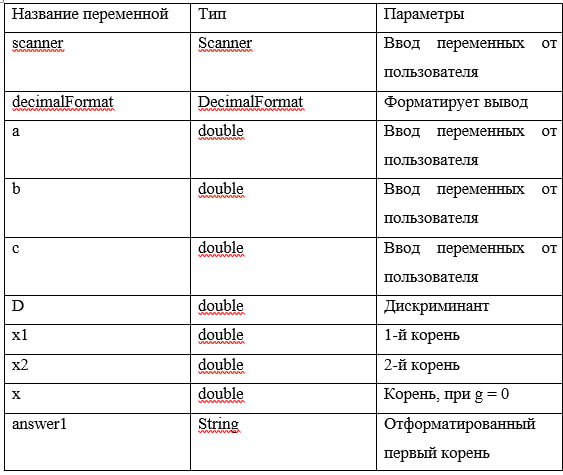 Название переменной Тип Параметры
scanner Scanner Ввод переменных от
пользователя
decimalFormat DecimalFormat Форматирует вывод
a double Ввод переменных от
пользователя
b double Ввод переменных от
пользователя
c double Ввод переменных от
пользователя
D double Дискриминант
x1 double 1-й корень
x2 double 2-й корень
x double Корень, при g = 0
answer1 String Отформатированный
первый корень